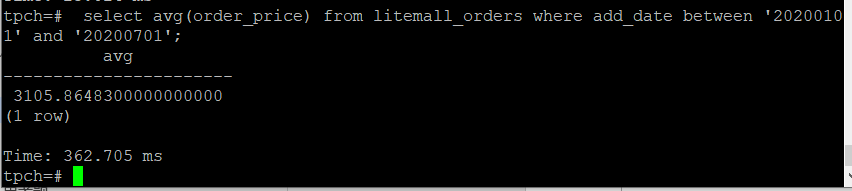 tpch=#  select avg(order_price) from litemall_orders where add_date between '2020010
1' and '20200701';
          avg
-----------------------
 3105.8648300000000000
(1 row)
Time: 362.705 ms
tpch=#